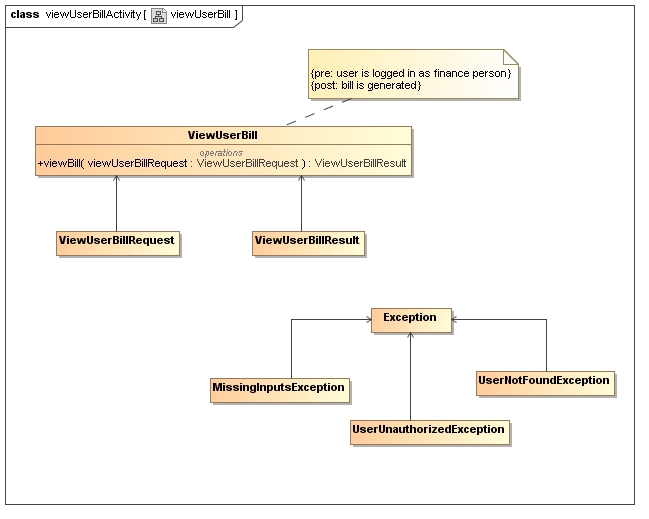 class viewUserBillActivity [ viewUserBill ]
{pre: user is logged in as finance person}
{post: bill is generated}
ViewUserBill
operations
+viewBill( viewUserBillRequest : ViewUserBillRequest ) : ViewUserBillResult
ViewUserBillRequest
ViewUserBillResult
Exception
MissingInputsException
UserNotFoundException
UserUnauthorizedException